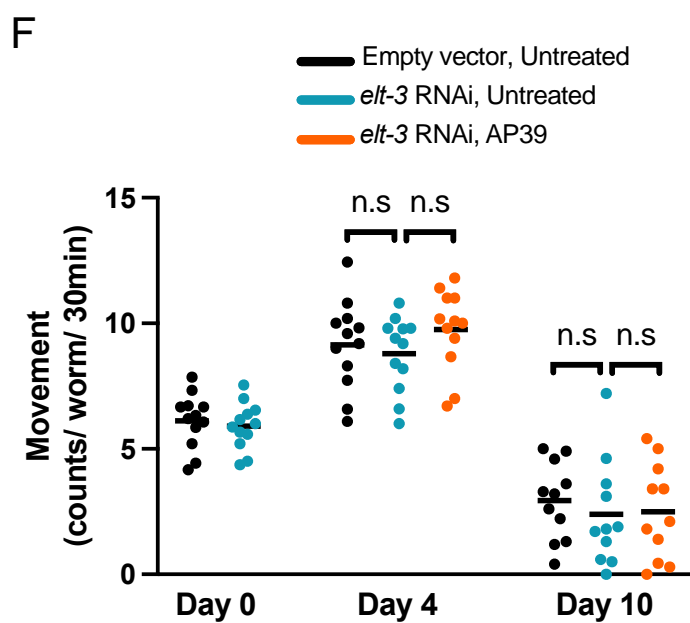 F
Empty vector, Untreated
elt-3 RNAi, Untreated
elt-3 RNAi, AP39
Movement
(counts/ worm/ 30min)
15
10
5
0
n.s n.s
n.s n.s
Day 0 Day 4 Day 10